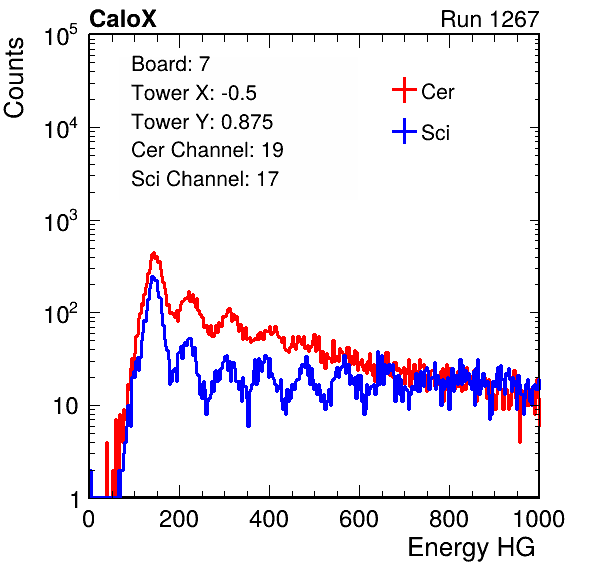 CaloX Run 1267
Counts
10^5
10^4
10^3
10^2
10
1
Board: 7
Tower X: -0.5
Tower Y: 0.875
Cer Channel: 19
Sci Channel: 17
Cer
Sci
0 200 400 600 800 1000
Energy HG